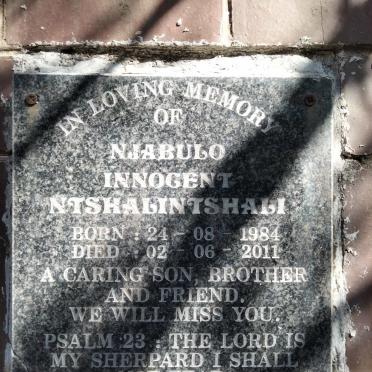 IN LOVING MEMORY
OF
NJABULO
INNOCENT
NTSHALINTSHALI
BORN : 24 - 08 - 1984
DIED : 02 - 06 - 2011
A CARING SON, BROTHER
AND FRIEND.
WE WILL MISS YOU.
PSALM 23 : THE LORD IS
MY SHERPARD I SHALL